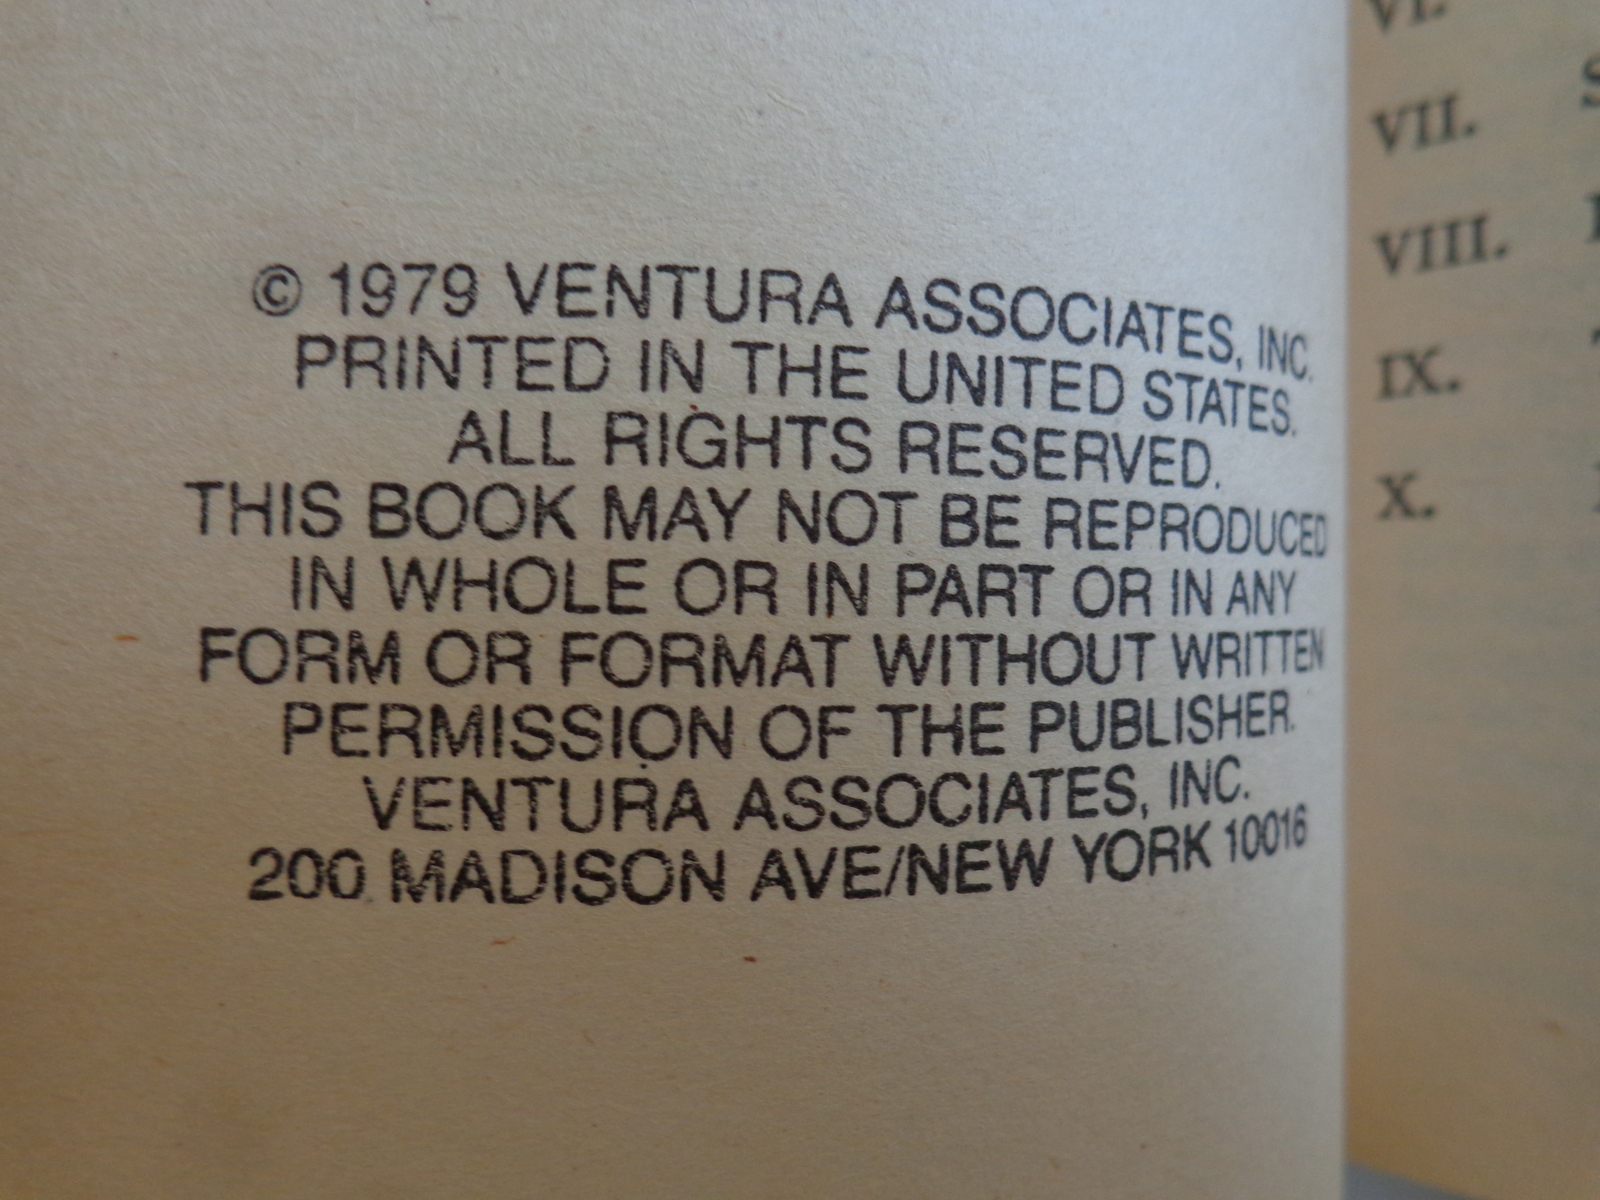 © 1979 VENTURA ASSOCIATES, INC.
PRINTED IN THE UNITED STATES.
ALL RIGHTS RESERVED.
THIS BOOK MAY NOT BE REPRODUCED
IN WHOLE OR IN PART OR IN ANY
FORM OR FORMAT WITHOUT WRITTEN
PERMISSION OF THE PUBLISHER.
VENTURA ASSOCIATES, INC.
200 MADISON AVE/NEW YORK 10016
VI.
VII.
VIII.
IX.
X.